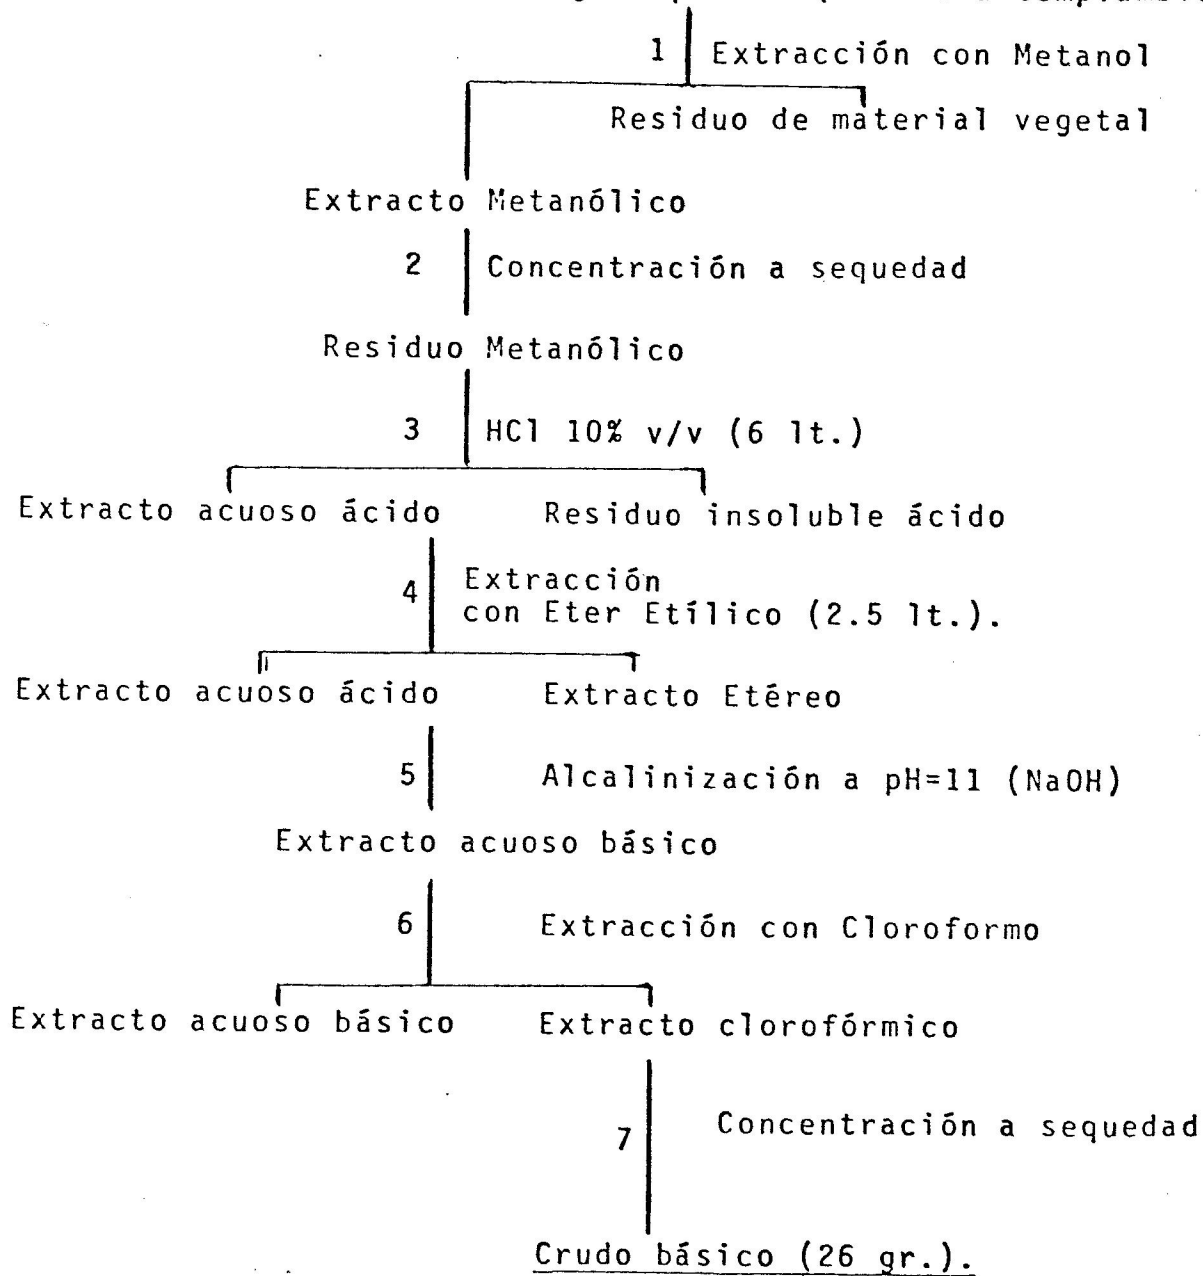 1 Extracción con Metanol
Residuo de material vegetal
Extracto Metanólico
2 Concentración a sequedad
Residuo Metanólico
3 HCl 10% v/v (6 lt.)
Extracto acuoso ácido Residuo insoluble ácido
4 Extracción
con Eter Etílico (2.5 lt.).
Extracto acuoso ácido Extracto Etéreo
5 Alcalinización a pH=11 (NaOH)
Extracto acuoso básico
6 Extracción con Cloroformo
Extracto acuoso básico Extracto clorofórmico
7 Concentración a sequedad
Crudo básico (26 gr.).